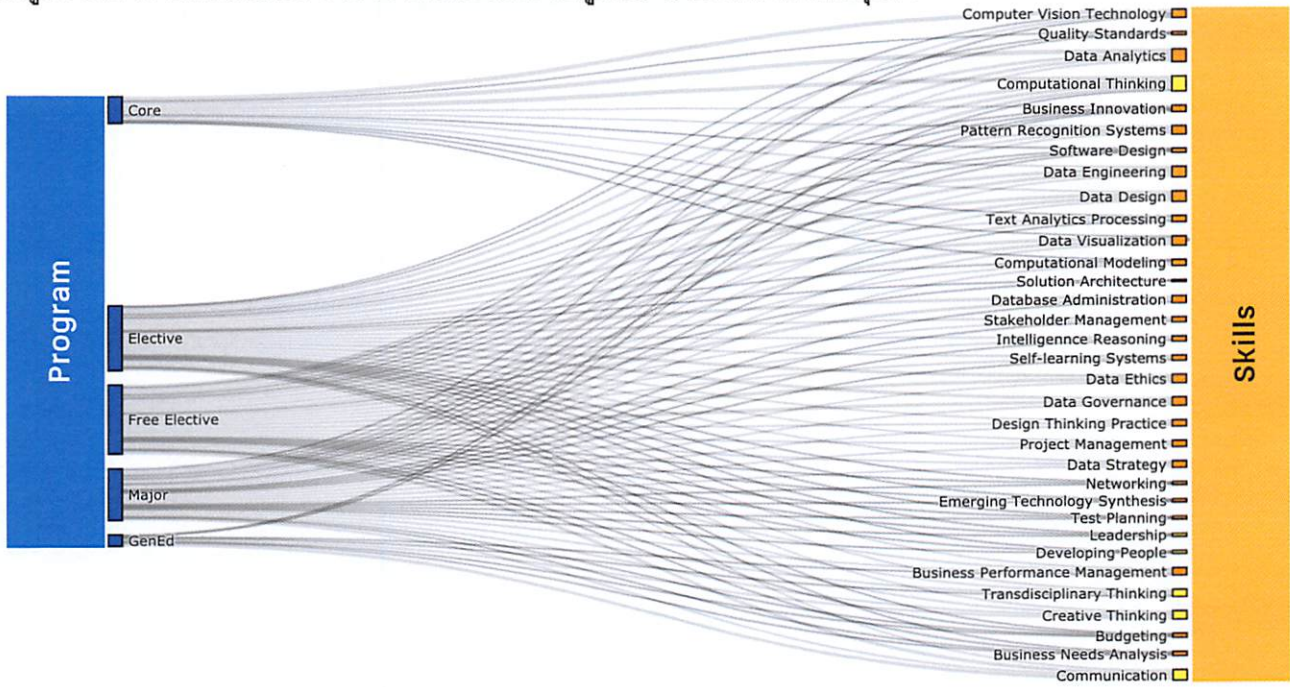 Program
Core
Elective
Free Elective
Major
GenEd
Computer Vision Technology
Quality Standards
Data Analytics
Computational Thinking
Business Innovation
Pattern Recognition Systems
Software Design
Data Engineering
Data Design
Text Analytics Processing
Data Visualization
Computational Modeling
Solution Architecture
Database Administration
Stakeholder Management
Intelligennce Reasoning
Self-learning Systems
Data Ethics
Data Governance
Design Thinking Practice
Project Management
Data Strategy
Networking
Emerging Technology Synthesis
Test Planning
Leadership
Developing People
Business Performance Management
Transdisciplinary Thinking
Creative Thinking
Budgeting
Business Needs Analysis
Communication
Skills